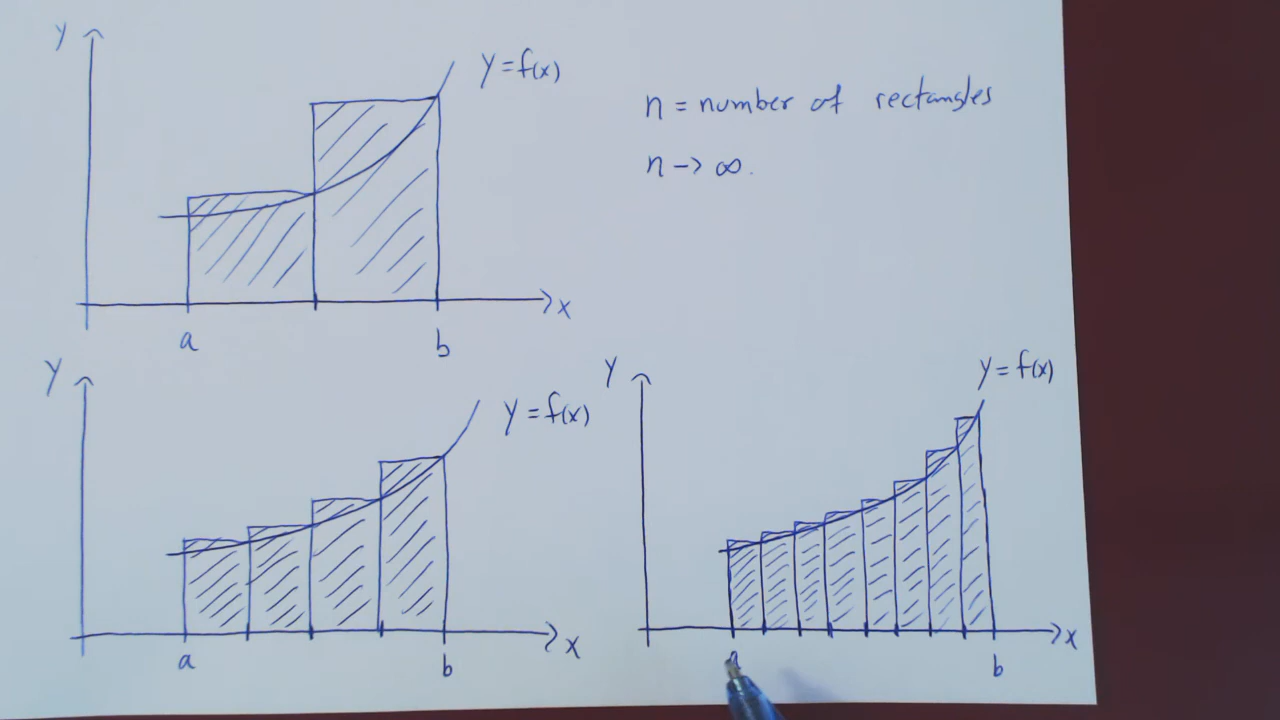 y
y=f(x)
n = number of rectangles
n → ∞.
x
a
b
y
y=f(x)
x
a
b
y
y=f(x)
x
a
b